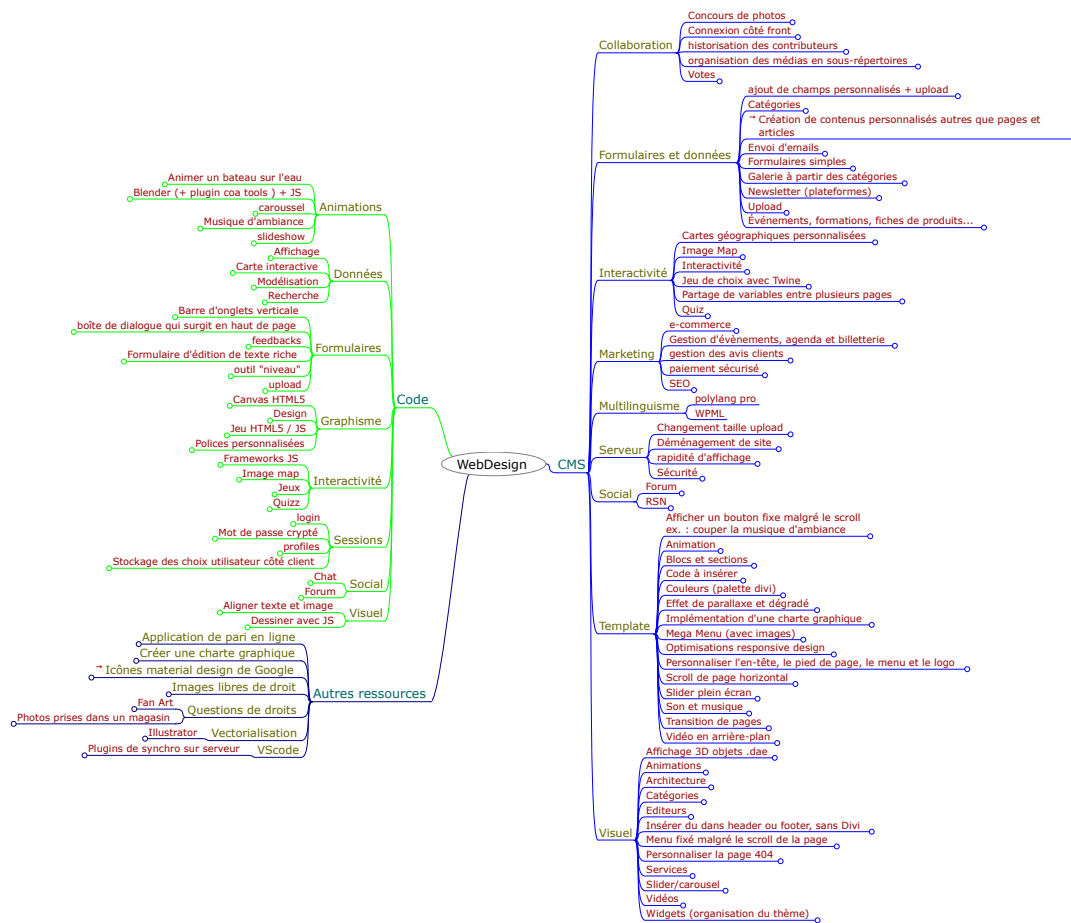 WebDesign
Code
Animations
Animer un bateau sur l'eau
Blender (+ plugin coa tools ) + JS
caroussel
Musique d'ambiance
slideshow
Données
Affichage
Carte interactive
Modélisation
Recherche
Formulaires
Barre d'onglets verticale
boîte de dialogue qui surgit en haut de page
feedbacks
Formulaire d'édition de texte riche
outil "niveau"
upload
Graphisme
Canvas HTML5
Design
Jeu HTML5 / JS
Polices personnalisées
Interactivité
Frameworks JS
Image map
Jeux
Quizz
Sessions
login
Mot de passe crypté
profiles
Stockage des choix utilisateur côté client
Social
Chat
Forum
Visuel
Aligner texte et image
Dessiner avec JS
Autres ressources
Application de pari en ligne
Créer une charte graphique
→ Icônes material design de Google
Images libres de droit
Questions de droits
Fan Art
Photos prises dans un magasin
Vectorialisation
Illustrator
VScode
Plugins de synchro sur serveur
CMS
Collaboration
Concours de photos
Connexion côté front
historisation des contributeurs
organisation des médias en sous-répertoires
Votes
Formulaires et données
ajout de champs personnalisés + upload
Catégories
→ Création de contenus personnalisés autres que pages et
articles
Envoi d'emails
Formulaires simples
Galerie à partir des catégories
Newsletter (plateformes)
Upload
Événements, formations, fiches de produits...
Interactivité
Cartes géographiques personnalisées
Image Map
Interactivité
Jeu de choix avec Twine
Partage de variables entre plusieurs pages
Quiz
Marketing
e-commerce
Gestion d'évènements, agenda et billetterie
gestion des avis clients
paiement sécurisé
SEO
Multilinguisme
polylang pro
WPML
Serveur
Changement taille upload
Déménagement de site
rapidité d'affichage
Sécurité
Social
Forum
RSN
Template
Afficher un bouton fixe malgré le scroll
ex. : couper la musique d'ambiance
Animation
Blocs et sections
Code à insérer
Couleurs (palette divi)
Effet de parallaxe et dégradé
Implémentation d'une charte graphique
Mega Menu (avec images)
Optimisations responsive design
Personnaliser l'en-tête, le pied de page, le menu et le logo
Scroll de page horizontal
Slider plein écran
Son et musique
Transition de pages
Vidéo en arrière-plan
Visuel
Affichage 3D objets .dae
Animations
Architecture
Catégories
Editeurs
Insérer du dans header ou footer, sans Divi
Menu fixé malgré le scroll de la page
Personnaliser la page 404
Services
Slider/carousel
Vidéos
Widgets (organisation du thème)